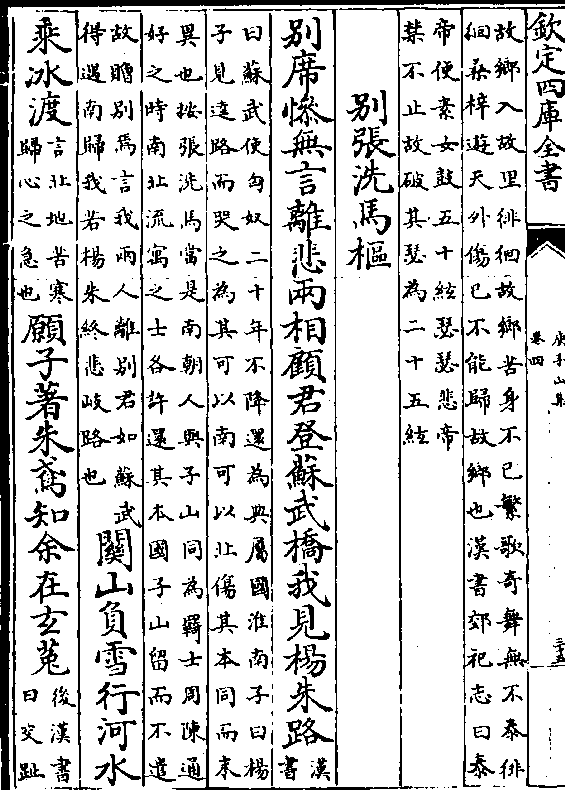 欽定四庫全書
庾子山集
卷四
三十五
故鄉入故里徘徊故鄉苦身不已繁歌奇舞無不泰徘
徊桑梓遊天外傷已不能歸故鄉也漢書郊祀志曰泰
帝使素女鼓五十絃瑟瑟悲帝
禁不止故破其瑟為二十五絃
别張洗馬樞
别席慘無言離悲兩相顧君登蘇武橋我見楊朱路漢書
曰蘇武使匈奴二十年不降還為典屬國淮南子曰楊
子見逵路而哭之為其可以南可以北傷其本同而末
異也按張洗馬當是南朝人與子山同為羇士周陳通
好之時南北流寓之士各許還其本國子山留而不遣
故贈别為言我兩人離别君如蘇武
得還南歸我若楊朱終悲岐路也
關山負雪行河水
乘冰渡言北地苦寒歸心之急也願子著朱鳶知余在玄菟後漢書曰交趾